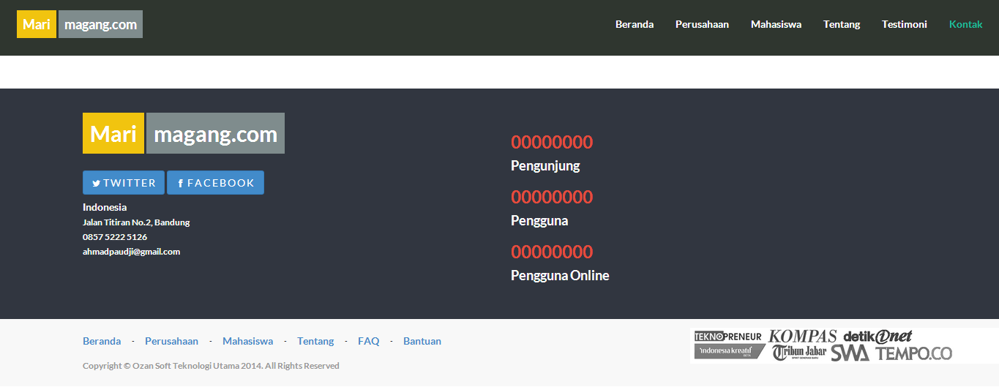 Mari magang.com
Beranda Perusahaan Mahasiswa Tentang Testimoni Kontak
Mari magang.com
TWITTER FACEBOOK
Indonesia
Jalan Titiran No.2, Bandung
0857 5222 5126
ahmadpaudji@gmail.com
00000000
Pengunjung
00000000
Pengguna
00000000
Pengguna Online
Beranda - Perusahaan - Mahasiswa - Tentang - FAQ - Bantuan
Copyright © Ozan Soft Teknologi Utama 2014. All Rights Reserved
TEKNOPRENEUR KOMPAS detikinet
indonesia kreatif BETA Tribun Jabar SWA TEMPO.CO